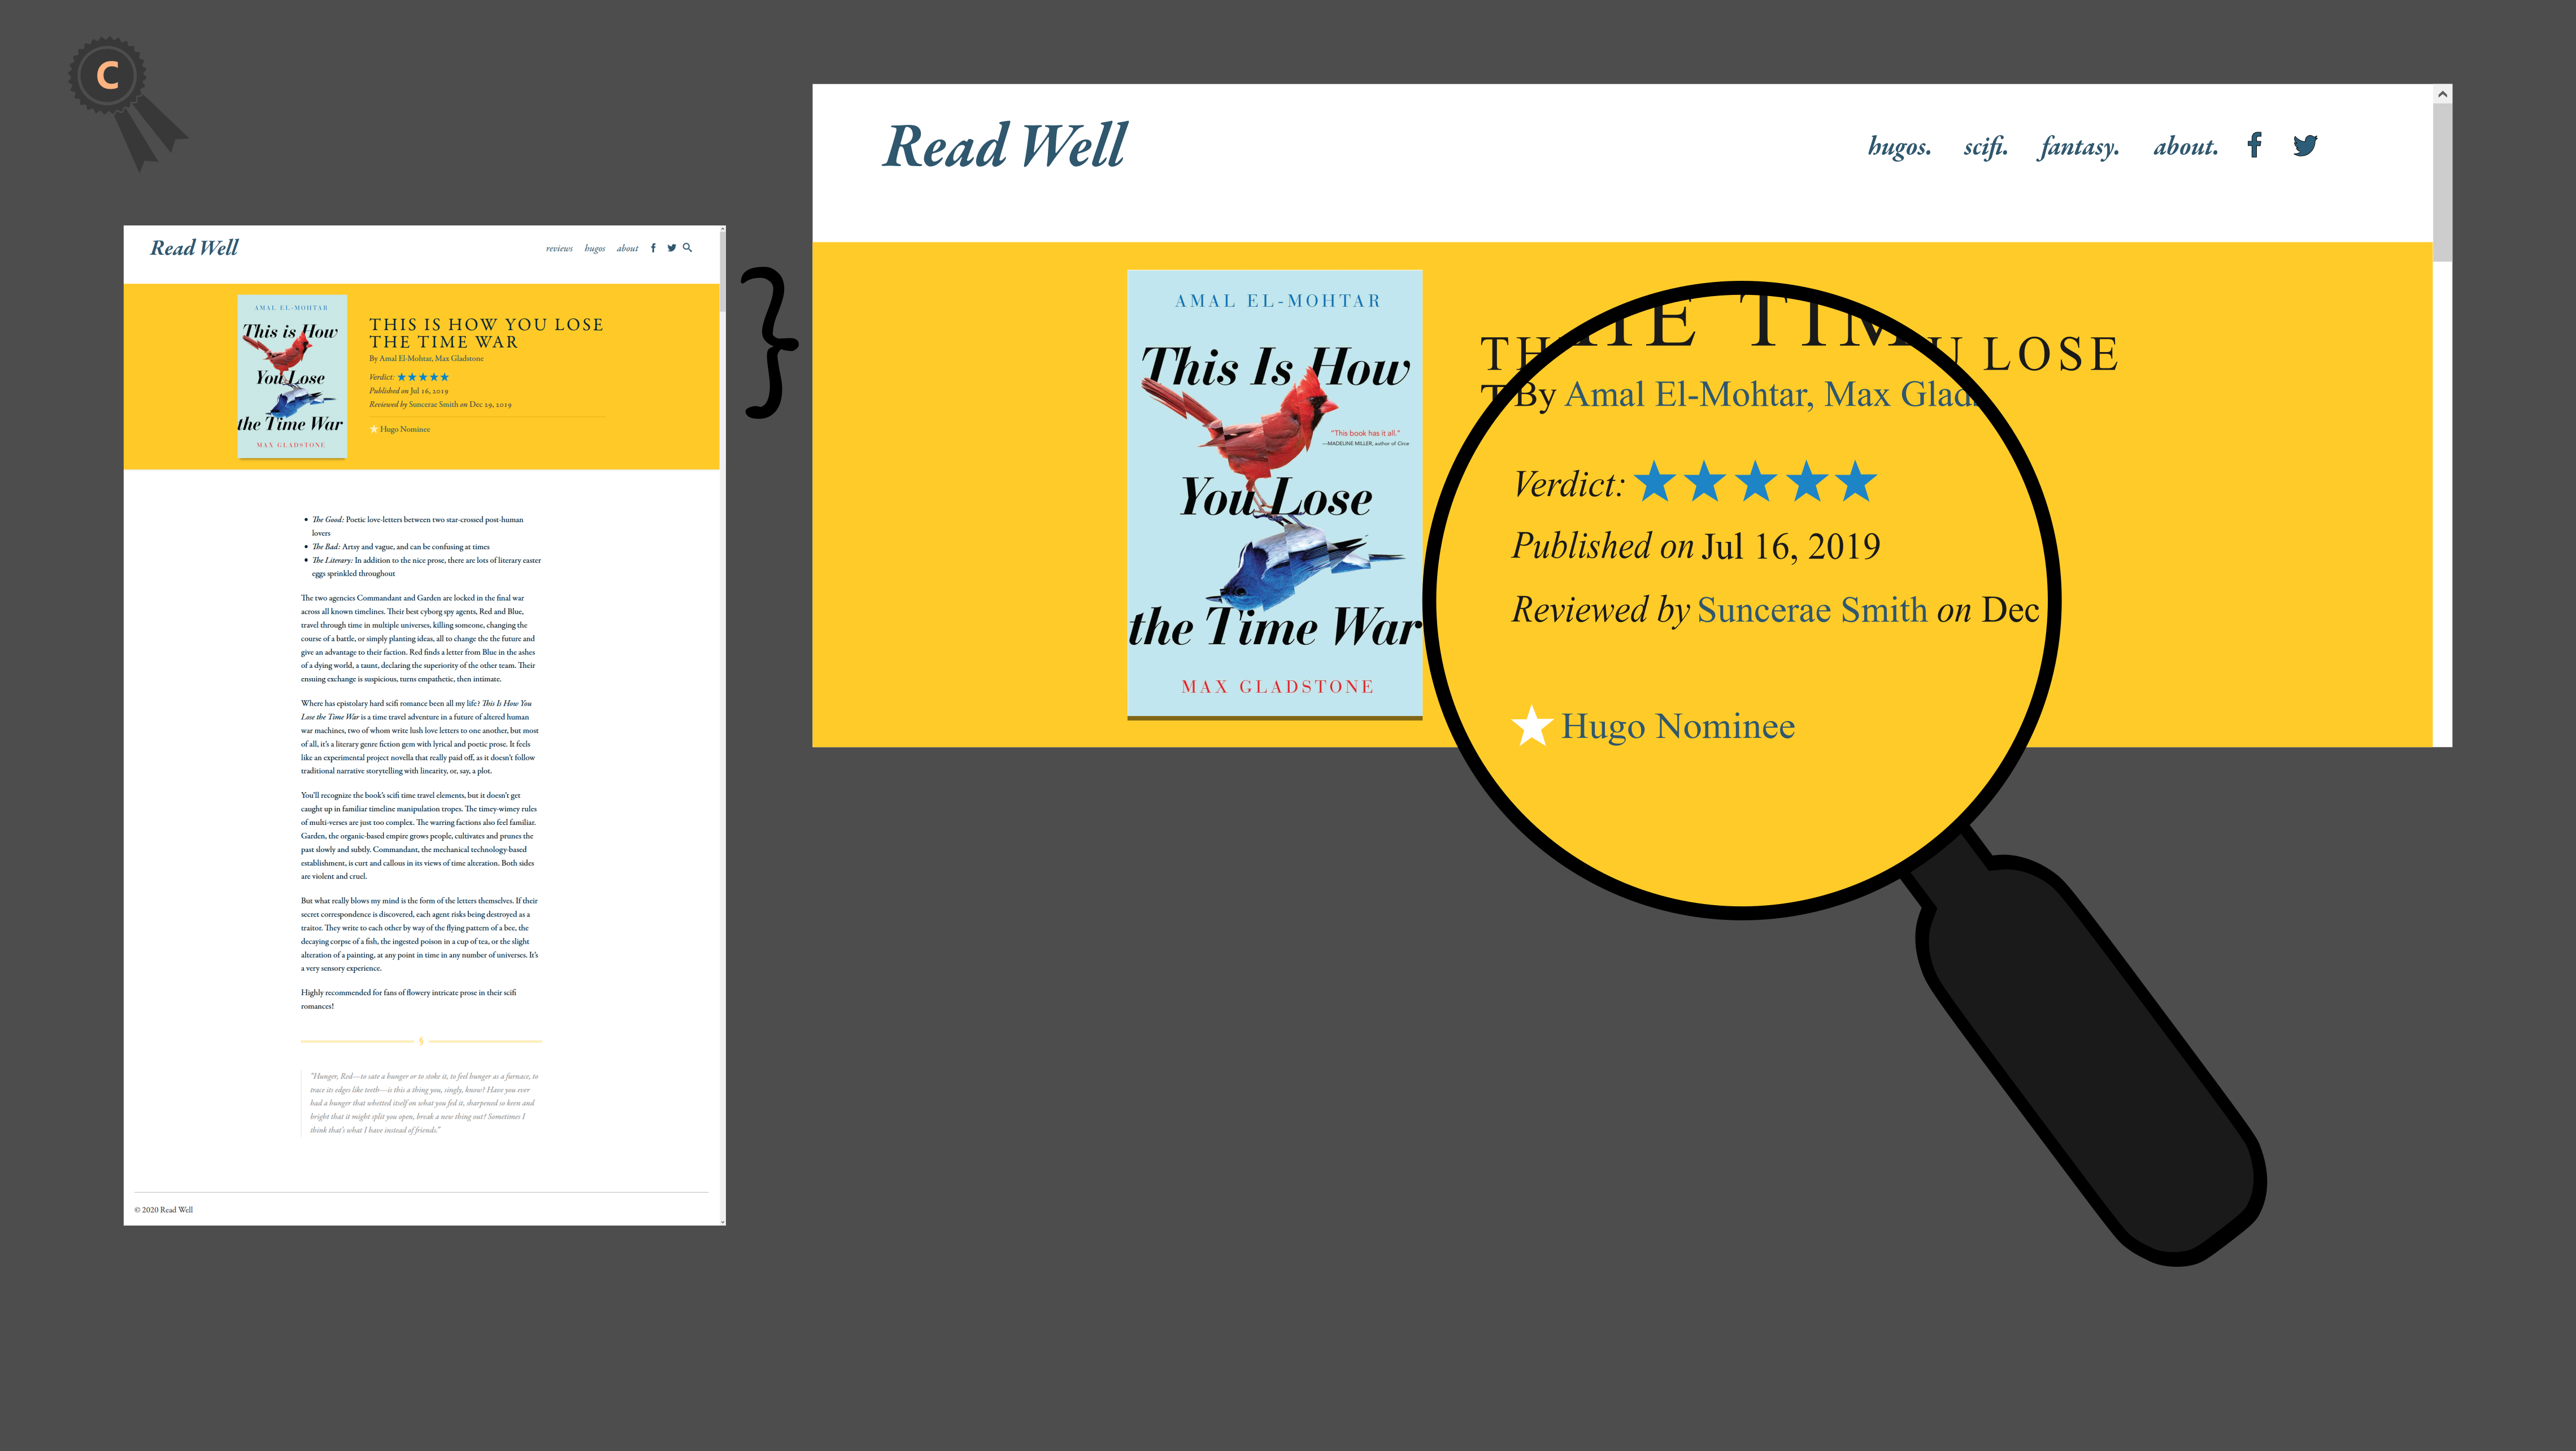 C
Read Well
reviews hugos about
AMAL EL-MOHTAR
This is How
You Lose
the Time War
MAX GLADSTONE
THIS IS HOW YOU LOSE
THE TIME WAR
By Amal El-Mohtar, Max Gladstone
Verdict:
Published on Jul 16, 2019
Reviewed by Suncerae Smith on Dec 29, 2019
Hugo Nominee
• The Good: Poetic love-letters between two star-crossed post-human
lovers
• The Bad: Artsy and vague, and can be confusing at times
• The Literary: In addition to the nice prose, there are lots of literary easter
eggs sprinkled throughout
The two agencies Commandant and Garden are locked in the final war
across all known timelines. Their best cyborg spy agents, Red and Blue,
travel through time in multiple universes, killing someone, changing the
course of a battle, or simply planting ideas, all to change the the future and
give an advantage to their faction. Red finds a letter from Blue in the ashes
of a dying world, a taunt, declaring the superiority of the other team. Their
ensuing exchange is suspicious, turns empathetic, then intimate.
Where has epistolary hard scifi romance been all my life? This Is How You
Lose the Time War is a time travel adventure in a future of altered human
war machines, two of whom write lush love letters to one another, but most
of all, it's a literary genre fiction gem with lyrical and poetic prose. It feels
like an experimental project novella that really paid off, as it doesn't follow
traditional narrative storytelling with linearity, or, say, a plot.
You'll recognize the book's scifi time travel elements, but it doesn't get
caught up in familiar timeline manipulation tropes. The timey-wimey rules
of multi-verses are just too complex. The warring factions also feel familiar.
Garden, the organic-based empire grows people, cultivates and prunes the
past slowly and subtly. Commandant, the mechanical technology-based
establishment, is curt and callous in its views of time alteration. Both sides
are violent and cruel.
But what really blows my mind is the form of the letters themselves. If their
secret correspondence is discovered, each agent risks being destroyed as a
traitor. They write to each other by way of the flying pattern of a bee, the
decaying corpse of a fish, the ingested poison in a cup of tea, or the slight
alteration of a painting, at any point in time in any number of universes. It's
a very sensory experience.
Highly recommended for fans of flowery intricate prose in their scifi
romances!
"Hunger, Red—to sate a hunger or to stoke it, to feel hunger as a furnace, to
trace its edges like teeth—is this a thing you, singly, know? Have you ever
had a hunger that whetted itself on what you fed it, sharpened so keen and
bright that it might split you open, break a new thing out? Sometimes I
think that's what I have instead of friends."
© 2020 Read Well
}
Read Well
hugos. scifi. fantasy. about.
AMAL EL-MOHTAR
This Is How
"This book has it all."
—MADELINE MILLER, author of Circe
You Lose
the Time War
MAX GLADSTONE
TH U LOSE
T
HE TIM
By Amal El-Mohtar, Max Glad
Verdict:
Published on Jul 16, 2019
Reviewed by Suncerae Smith on Dec
Hugo Nominee